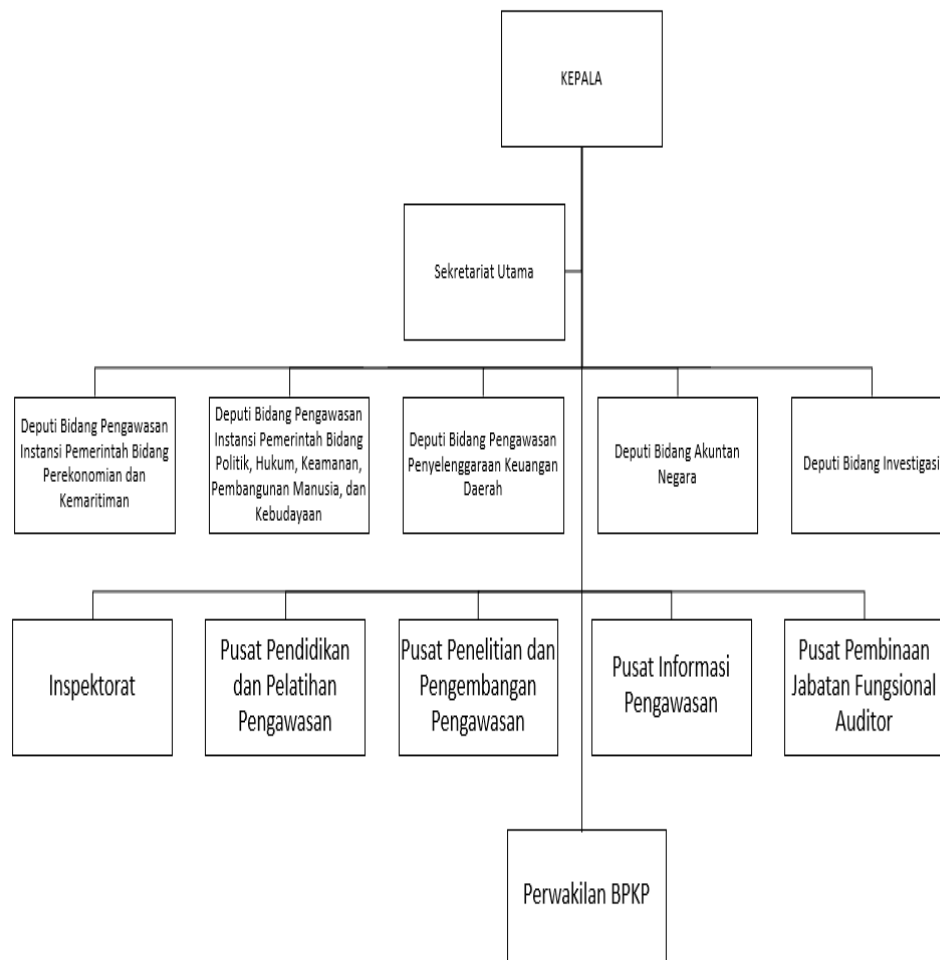 KEPALA
Sekretariat Utama
Deputi Bidang Pengawasan
Instansi Pemerintah Bidang
Perekonomian dan
Kemaritiman
Deputi Bidang Pengawasan
Instansi Pemerintah Bidang
Politik, Hukum, Keamanan,
Pembangunan Manusia, dan
Kebudayaan
Deputi Bidang Pengawasan
Penyelenggaraan Keuangan
Daerah
Deputi Bidang Akuntan
Negara
Deputi Bidang Investigasi
Inspektorat
Pusat Pendidikan
dan Pelatihan
Pengawasan
Pusat Penelitian dan
Pengembangan
Pengawasan
Pusat Informasi
Pengawasan
Pusat Pembinaan
Jabatan Fungsional
Auditor
Perwakilan BPKP